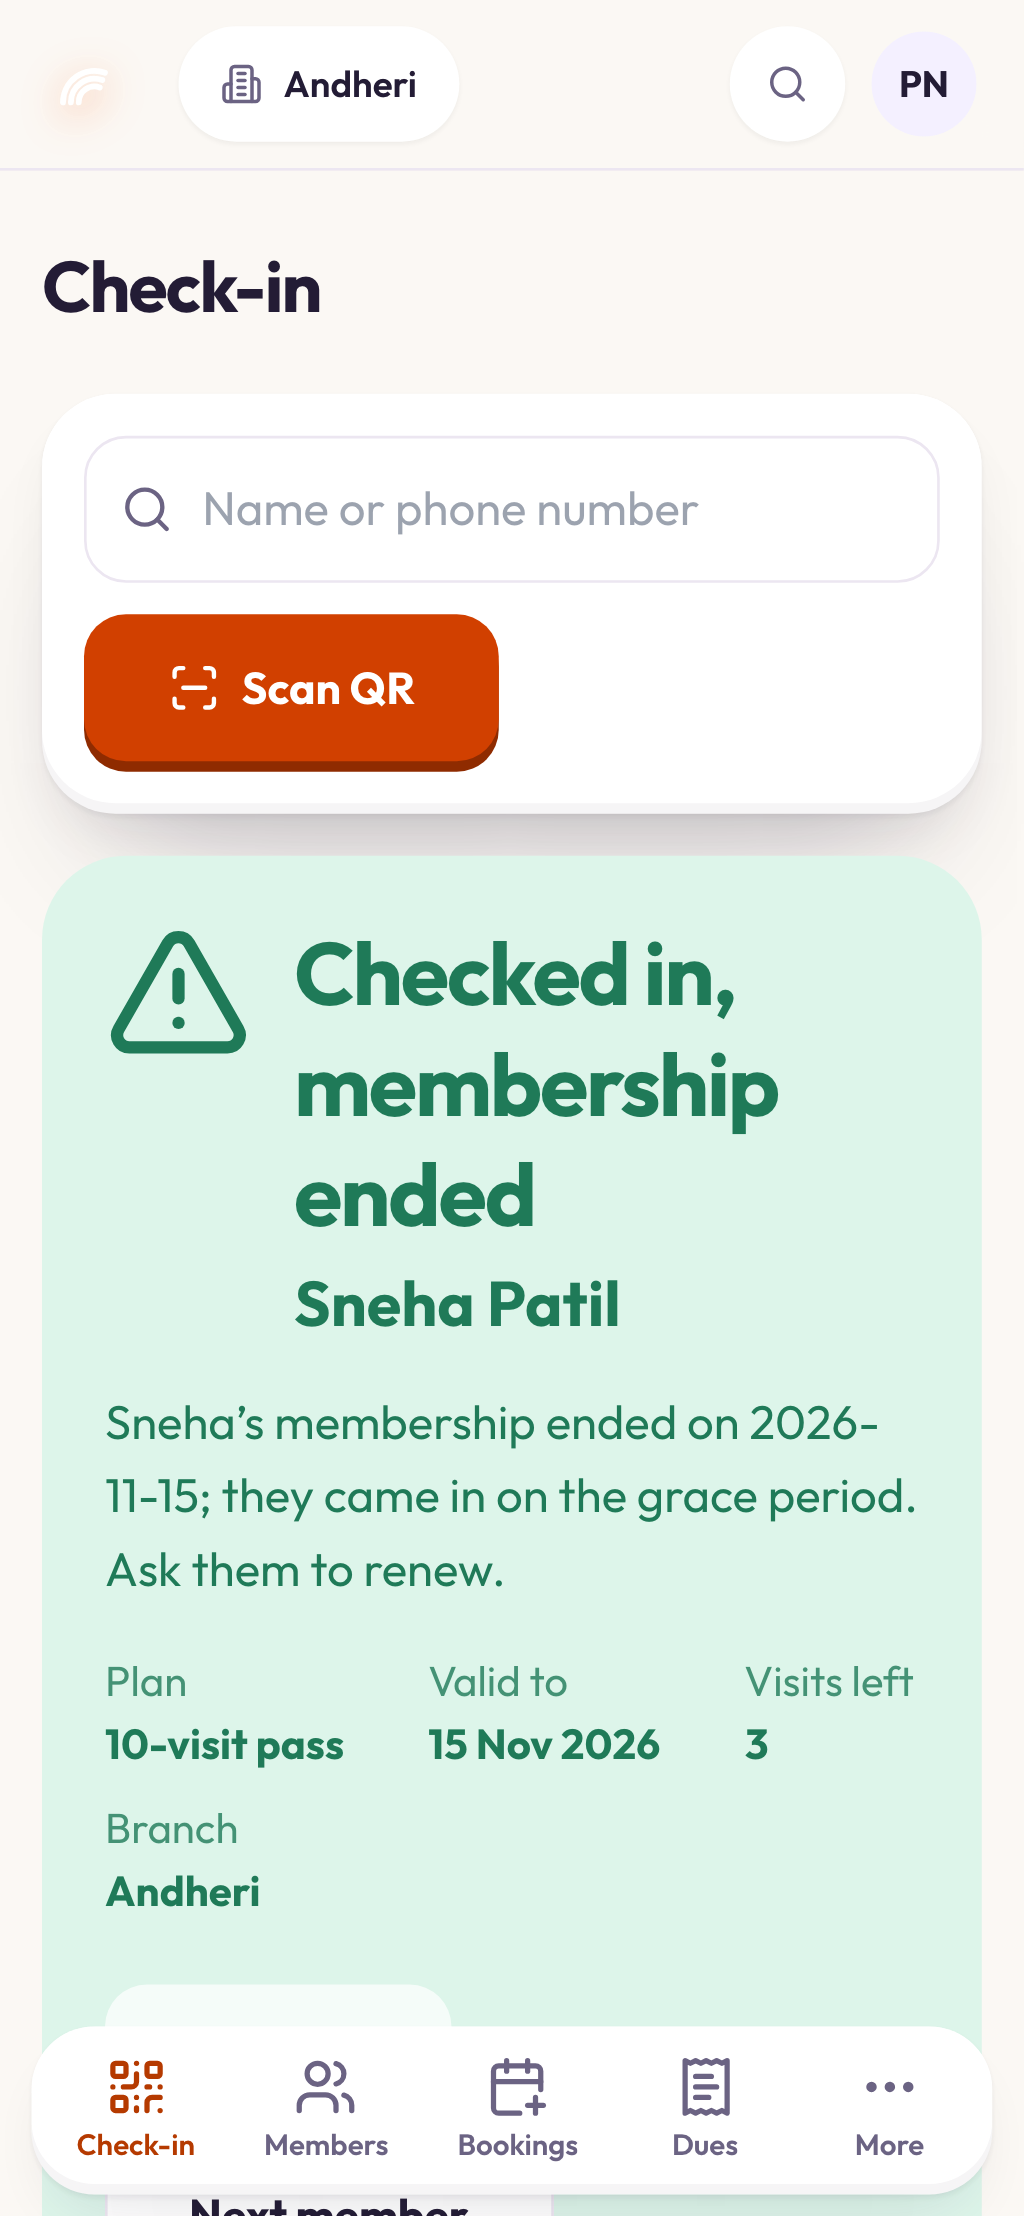 Andheri
PN
Check-in
Name or phone number
Scan QR
Checked in,
membership
ended
Sneha Patil
Sneha’s membership ended on 2026-
11-15; they came in on the grace period.
Ask them to renew.
Plan
Valid to
Visits left
10-visit pass
15 Nov 2026
3
Branch
Andheri
Check-in
Members
Bookings
Dues
More
Next member